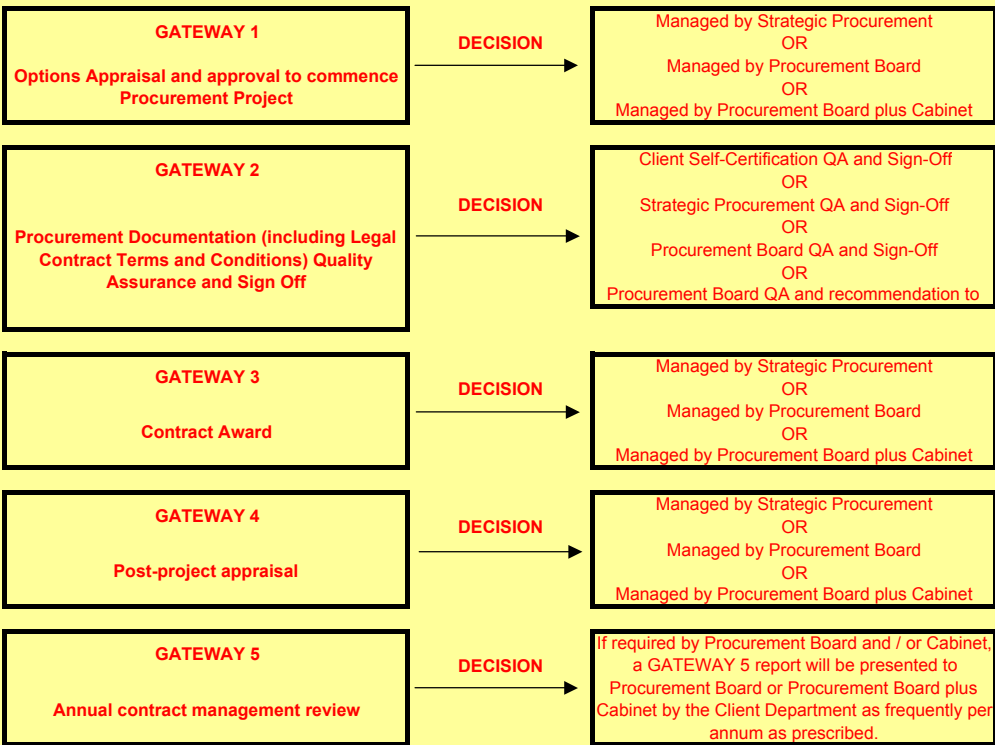 GATEWAY 1
Options Appraisal and approval to commence
Procurement Project
DECISION
Managed by Strategic Procurement
OR
Managed by Procurement Board
OR
Managed by Procurement Board plus Cabinet
GATEWAY 2
Procurement Documentation (including Legal
Contract Terms and Conditions) Quality
Assurance and Sign Off
DECISION
Client Self-Certification QA and Sign-Off
OR
Strategic Procurement QA and Sign-Off
OR
Procurement Board QA and Sign-Off
OR
Procurement Board QA and recommendation to
GATEWAY 3
Contract Award
DECISION
Managed by Strategic Procurement
OR
Managed by Procurement Board
OR
Managed by Procurement Board plus Cabinet
GATEWAY 4
Post-project appraisal
DECISION
Managed by Strategic Procurement
OR
Managed by Procurement Board
OR
Managed by Procurement Board plus Cabinet
GATEWAY 5
Annual contract management review
DECISION
If required by Procurement Board and / or Cabinet,
a GATEWAY 5 report will be presented to
Procurement Board or Procurement Board plus
Cabinet by the Client Department as frequently per
annum as prescribed.